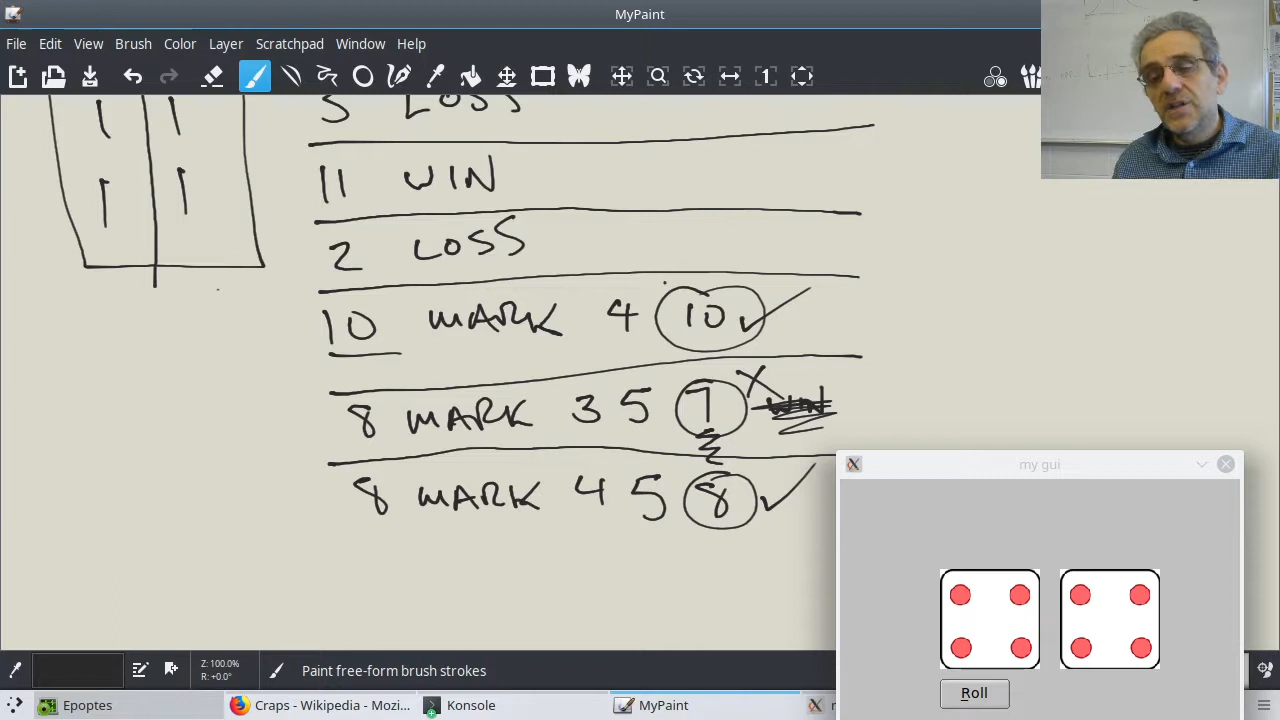 MyPaint
File Edit View Brush Color Layer Scratchpad Window Help
LOSS
11 WIN
2 LOSS
10 MARK 4 10
8 MARK 3 5 7 X
8 MARK 4 5 8
my gui
Roll
Z: 100.0%
R: +0.0°
Paint free-form brush strokes
Epoptes Craps - Wikipedia - Mozi... Konsole MyPaint